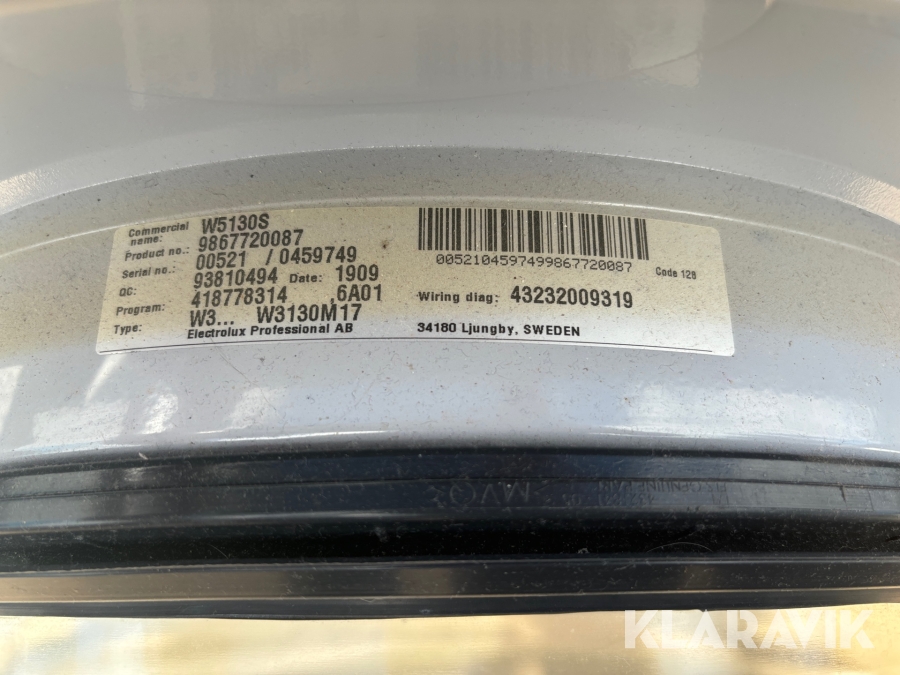 Commercial name: W5130S
Product no.: 9867720087
Serial no.: 00521 / 0459749
QC: 93810494 Date: 1909
Program: 418778314 ,6A01
Type: W3... W3130M17
Electrolux Professional AB
00521045974999867720087
Code 128
Wiring diag: 43232009319
34180 Ljungby, SWEDEN
KLARAVIK